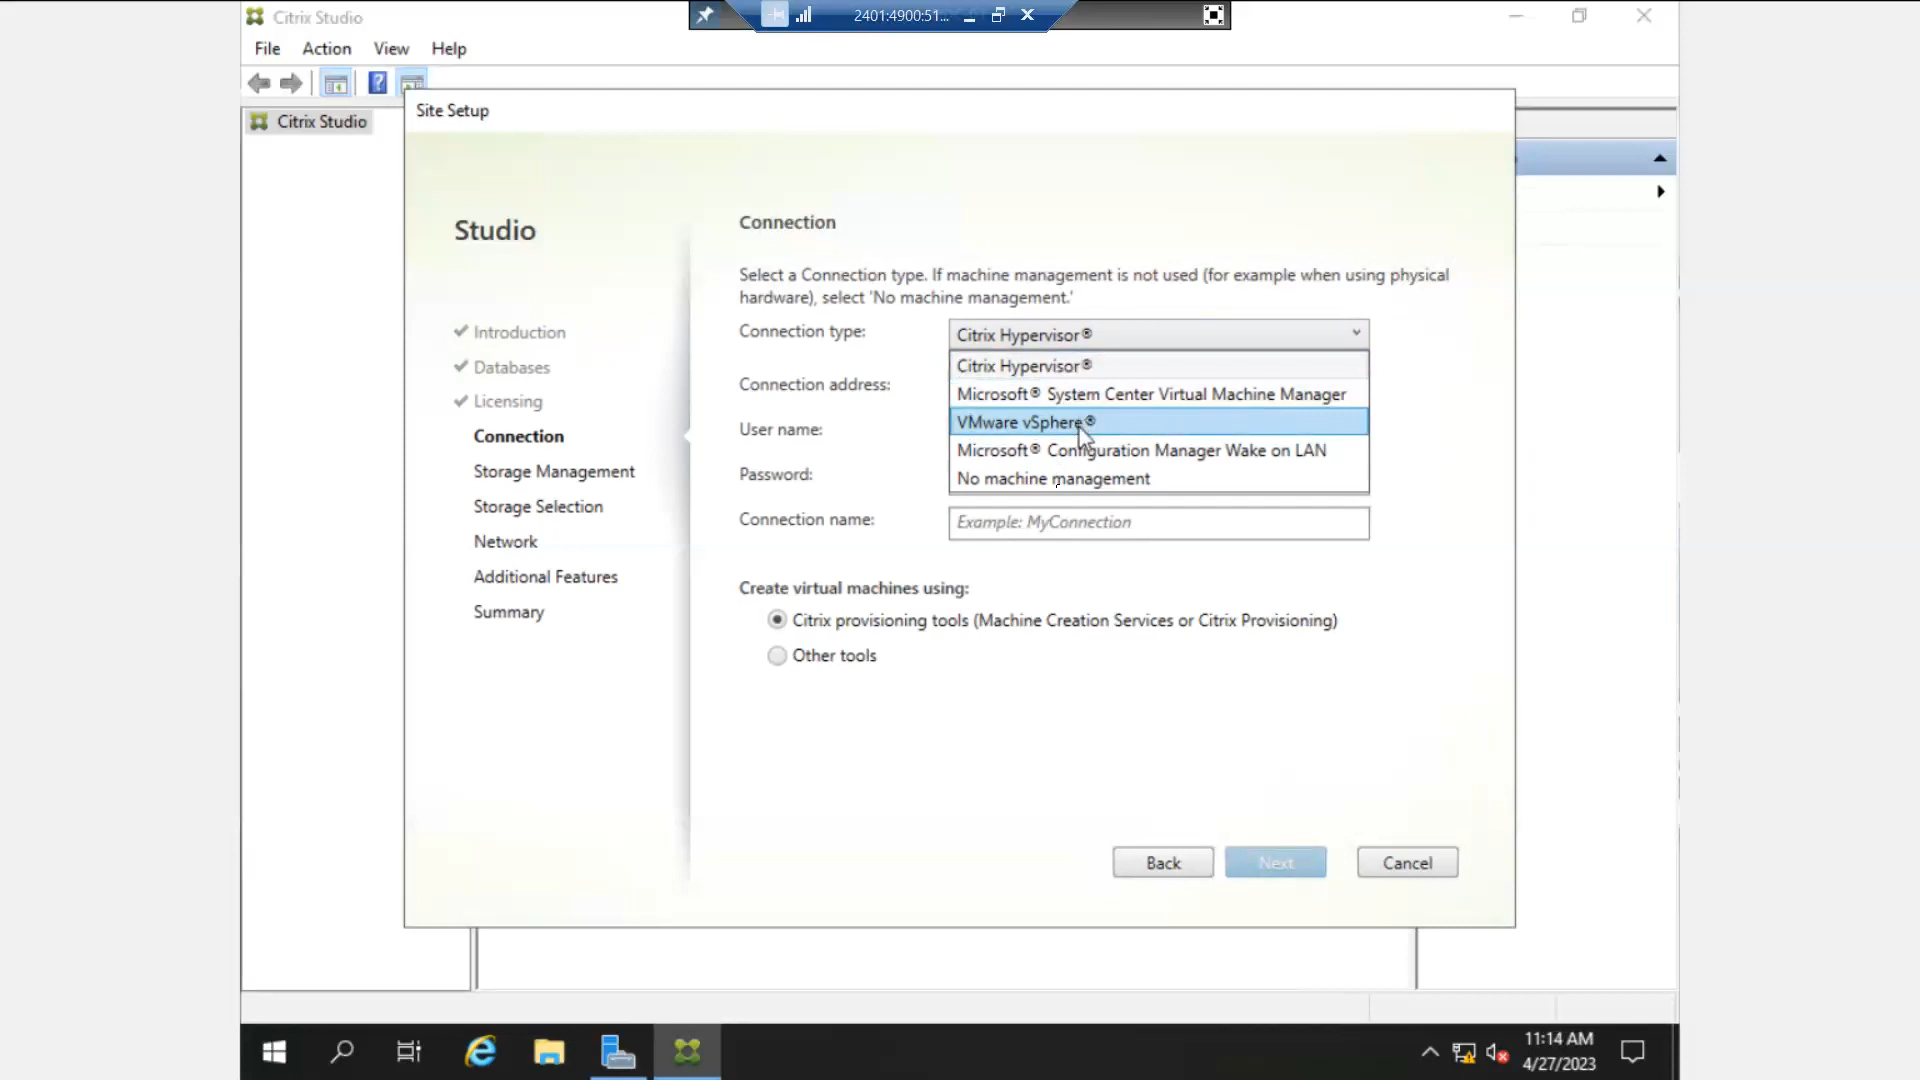 Citrix Studio
2401:4900:51...
File Action View Help
Citrix Studio
Site Setup
Studio
Introduction
Databases
Licensing
Connection
Storage Management
Storage Selection
Network
Additional Features
Summary
Connection
Select a Connection type. If machine management is not used (for example when using physical
hardware), select 'No machine management.'
Connection type:
Citrix Hypervisor®
Citrix Hypervisor®
Microsoft® System Center Virtual Machine Manager
VMware vSphere®
Microsoft® Configuration Manager Wake on LAN
No machine management
Connection address:
User name:
Password:
Connection name:
Example: MyConnection
Create virtual machines using:
Citrix provisioning tools (Machine Creation Services or Citrix Provisioning)
Other tools
Back
Next
Cancel
11:14 AM
4/27/2023